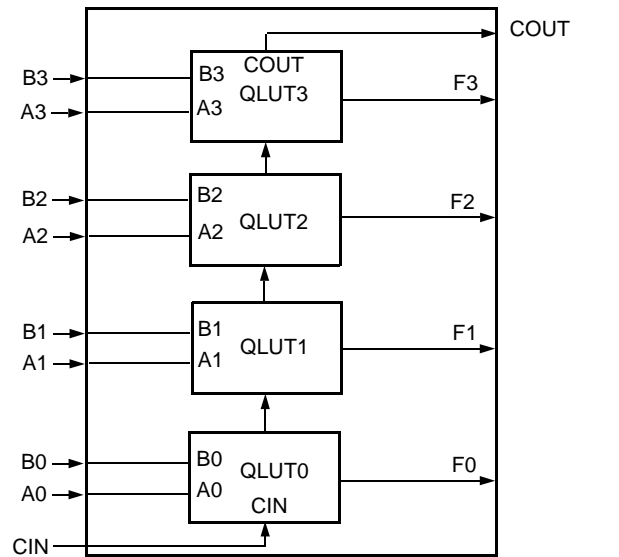 COUT
COUT
B3
B3
QLUT3
F3
A3
A3
B2
B2
QLUT2
F2
A2
A2
B1
B1
QLUT1
F1
A1
A1
B0
B0
QLUT0
F0
A0
A0
CIN
CIN